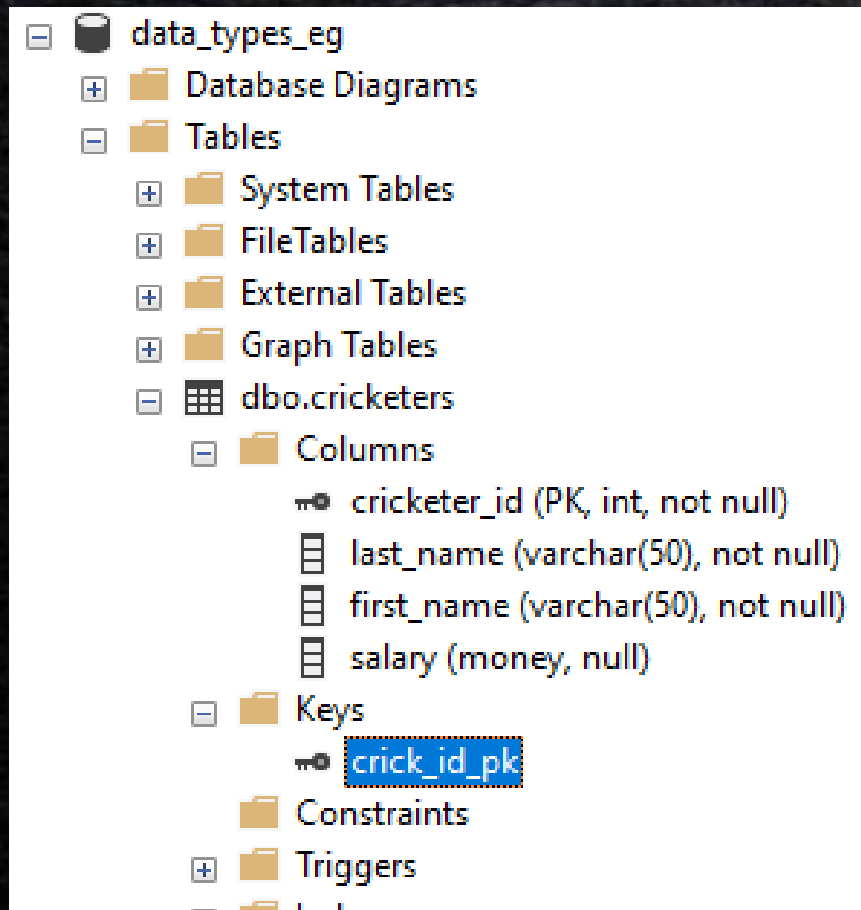 data_types_eg
Database Diagrams
Tables
System Tables
FileTables
External Tables
Graph Tables
dbo.cricketers
Columns
cricketer_id (PK, int, not null)
last_name (varchar(50), not null)
first_name (varchar(50), not null)
salary (money, null)
Keys
crick_id_pk
Constraints
Triggers